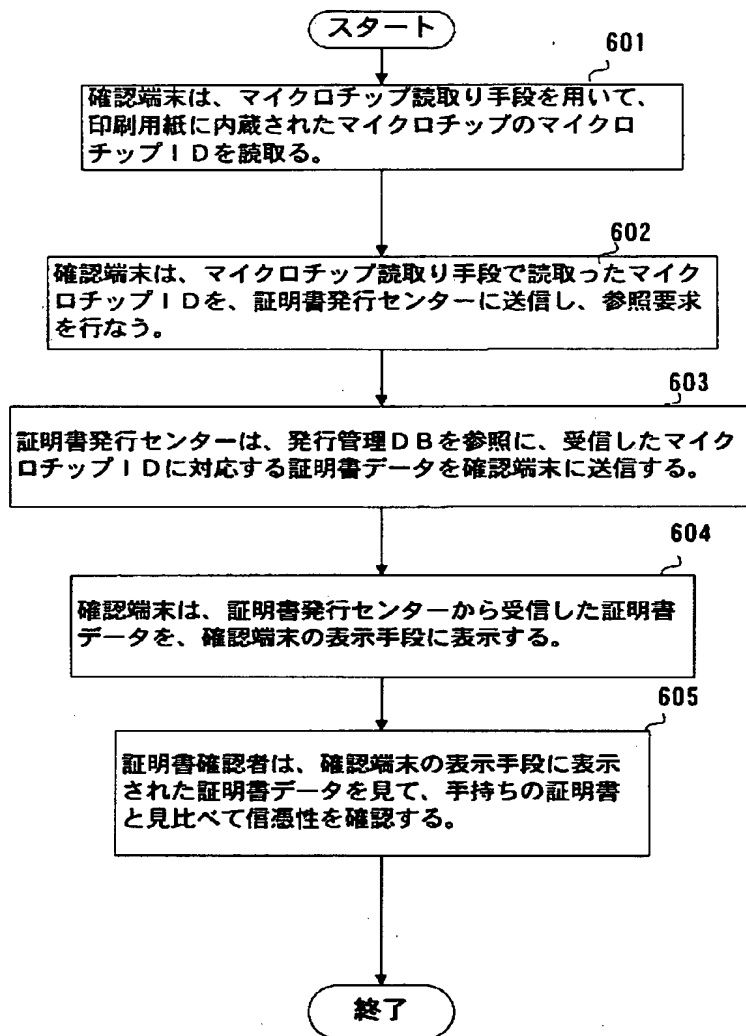 スタート
601
確認端末は、マイクロチップ読取り手段を用いて、
印刷用紙に内蔵されたマイクロチップのマイクロ
チップIDを読取る。
602
確認端末は、マイクロチップ読取り手段で読取ったマイク
ロチップIDを、証明書発行センターに送信し、参照要求
を行なう。
603
証明書発行センターは、発行管理DBを参照に、受信したマイク
ロチップIDに対応する証明書データを確認端末に送信する。
604
確認端末は、証明書発行センターから受信した証明書
データを、確認端末の表示手段に表示する。
605
証明書確認者は、確認端末の表示手段に表示
された証明書データを見て、手持ちの証明書
と見比べて信憑性を確認する。
終了